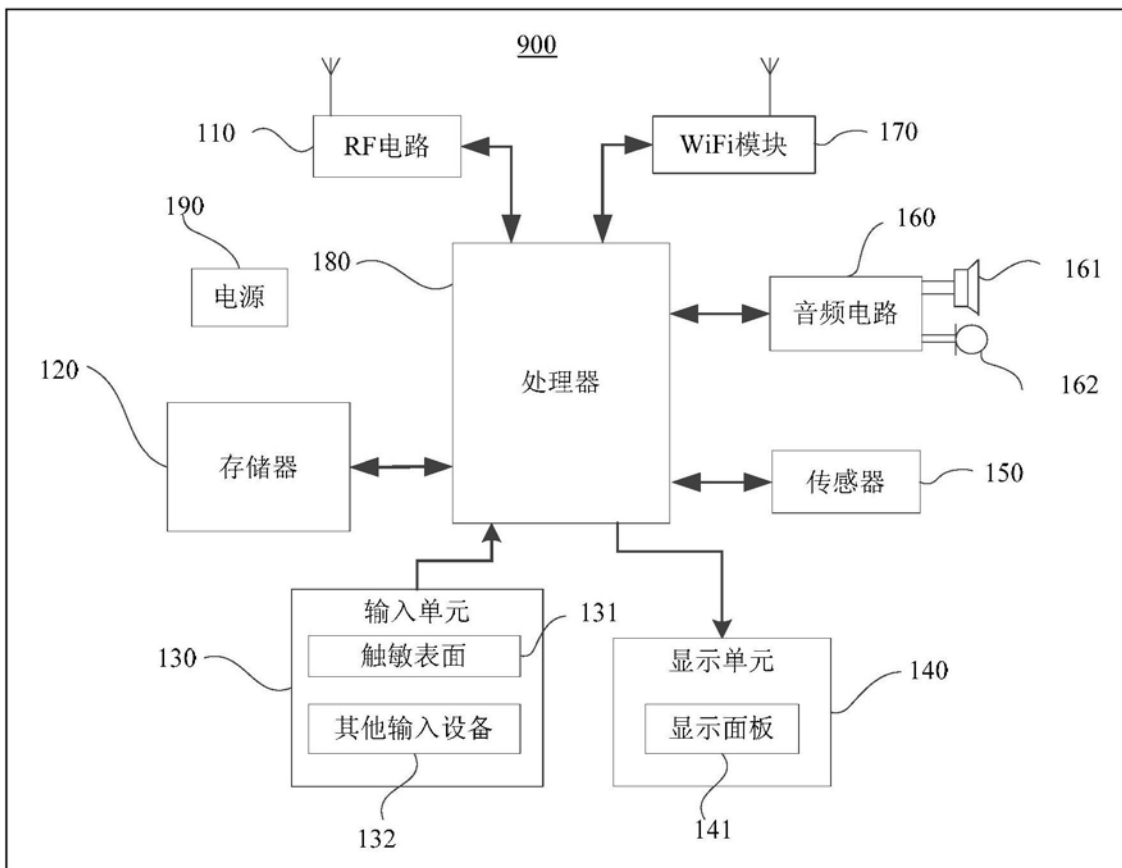 900
110
RF电路
WiFi模块
170
190
电源
180
处理器
160
音频电路
161
162
120
存储器
传感器
150
130
输入单元
触敏表面
131
其他输入设备
132
显示单元
140
显示面板
141